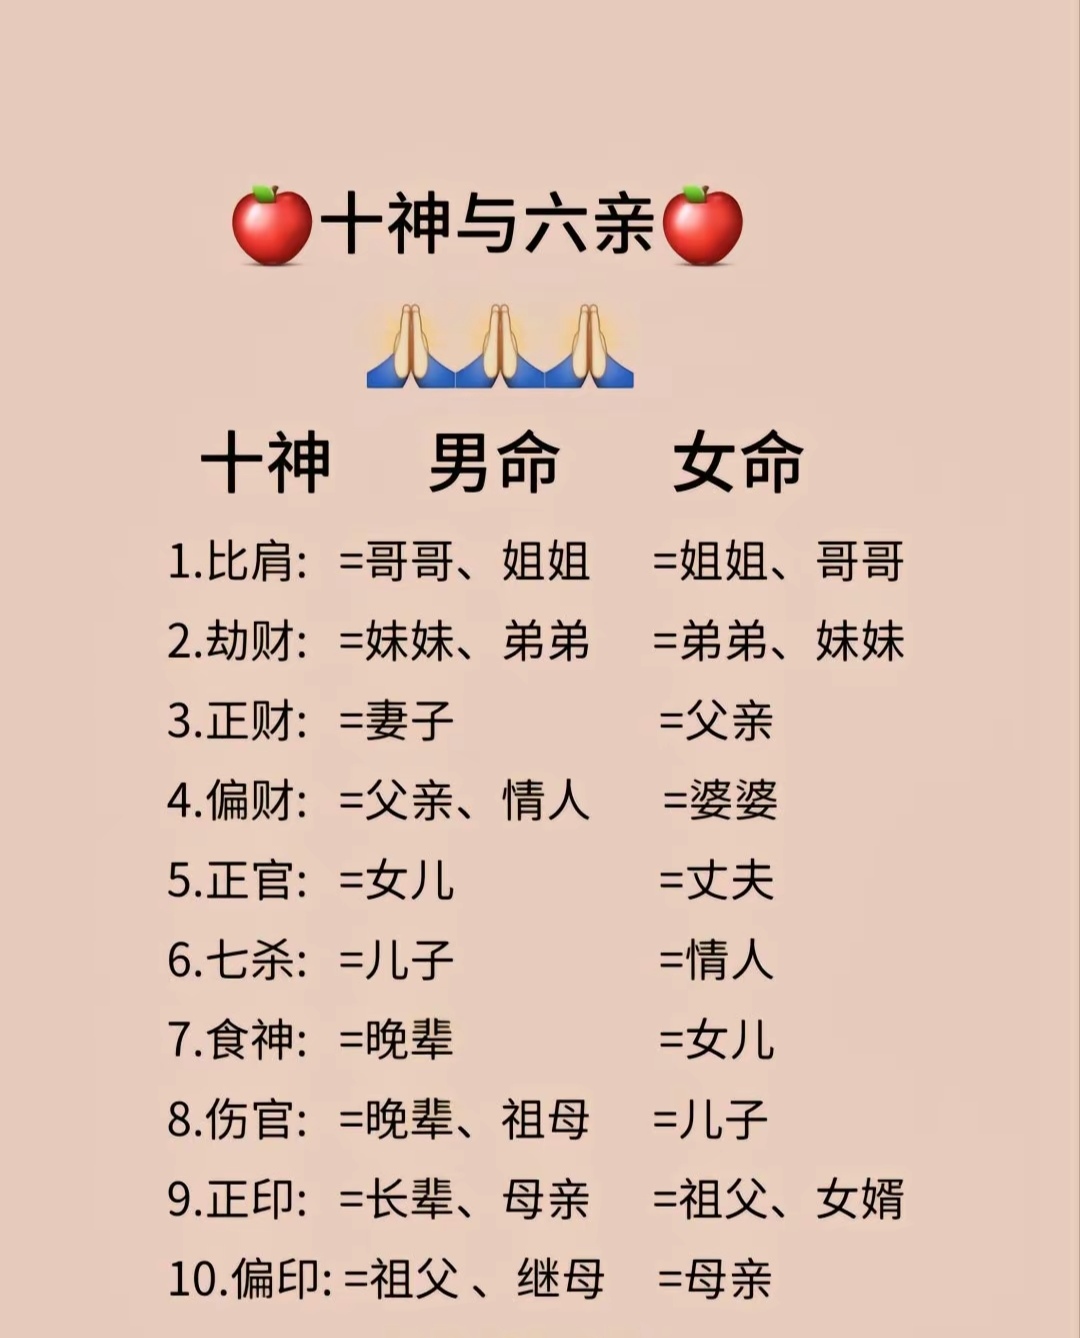 🍎十神与六亲🍎
🙏🏻🙏🏻🙏🏻
十神 男命 女命
1.比肩: =哥哥、姐姐 =姐姐、哥哥
2.劫财: =妹妹、弟弟 =弟弟、妹妹
3.正财: =妻子 =父亲
4.偏财: =父亲、情人 =婆婆
5.正官: =女儿 =丈夫
6.七杀: =儿子 =情人
7.食神: =晚辈 =女儿
8.伤官: =晚辈、祖母 =儿子
9.正印: =长辈、母亲 =祖父、女婿
10.偏印: =祖父 、继母 =母亲